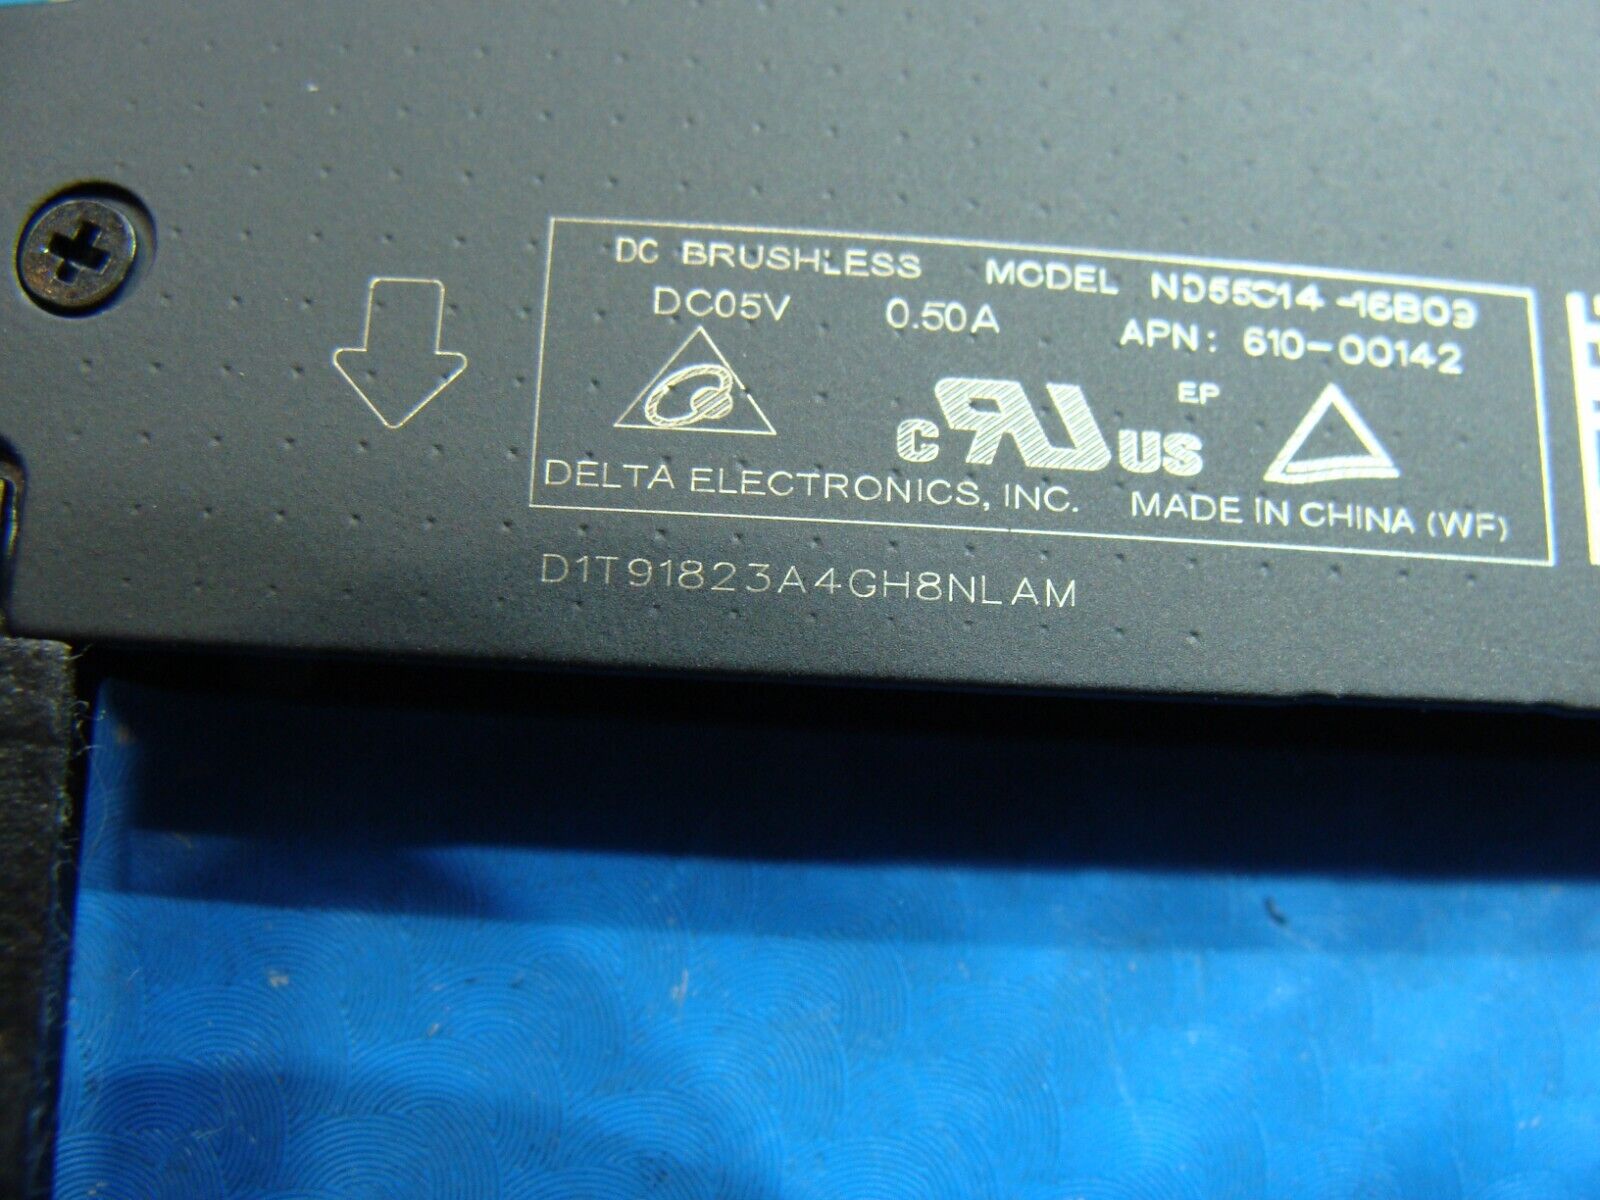 DC BRUSHLESS MODEL ND55C14-16B09
DC05V 0.50A APN: 610-00142
EP
c RU US
DELTA ELECTRONICS, INC. MADE IN CHINA (WF)
D1T91823A4GH8NLAM